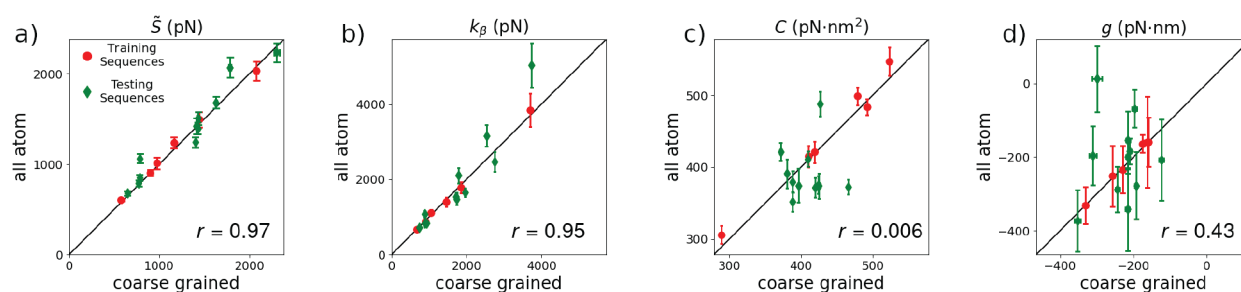 a)
S̃ (pN)
Training
Sequences
Testing
Sequences
all atom
2000
1000
0
0
1000
2000
coarse grained
r = 0.97
b)
k_β (pN)
all atom
4000
2000
0
0
2000
4000
coarse grained
r = 0.95
c)
C (pN·nm²)
all atom
500
400
300
300
400
500
coarse grained
r = 0.006
d)
g (pN·nm)
all atom
0
−200
−400
−400
−200
0
coarse grained
r = 0.43